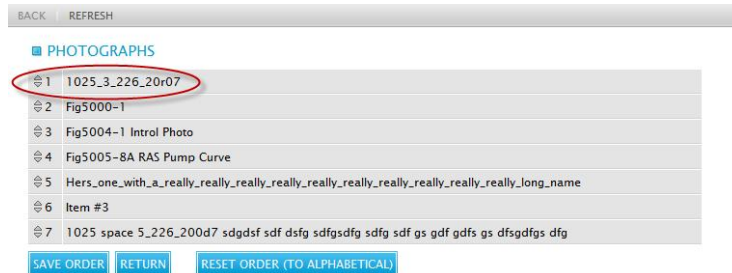 BACK REFRESH
PHOTOGRAPHS
1 1025_3_226_20r07
2 Fig5000-1
3 Fig5004-1 Introl Photo
4 Fig5005-8A RAS Pump Curve
5 Hers_one_with_a_really_really_really_really_really_really_really_really_really_long_name
6 Item #3
7 1025 space 5_226_200d7 sdgdsf sdf dsfg sdfgsdfg sdfg sdf gs gdf gdfs gs dfsgdfgs dfg
SAVE ORDER RETURN RESET ORDER (TO ALPHABETICAL)